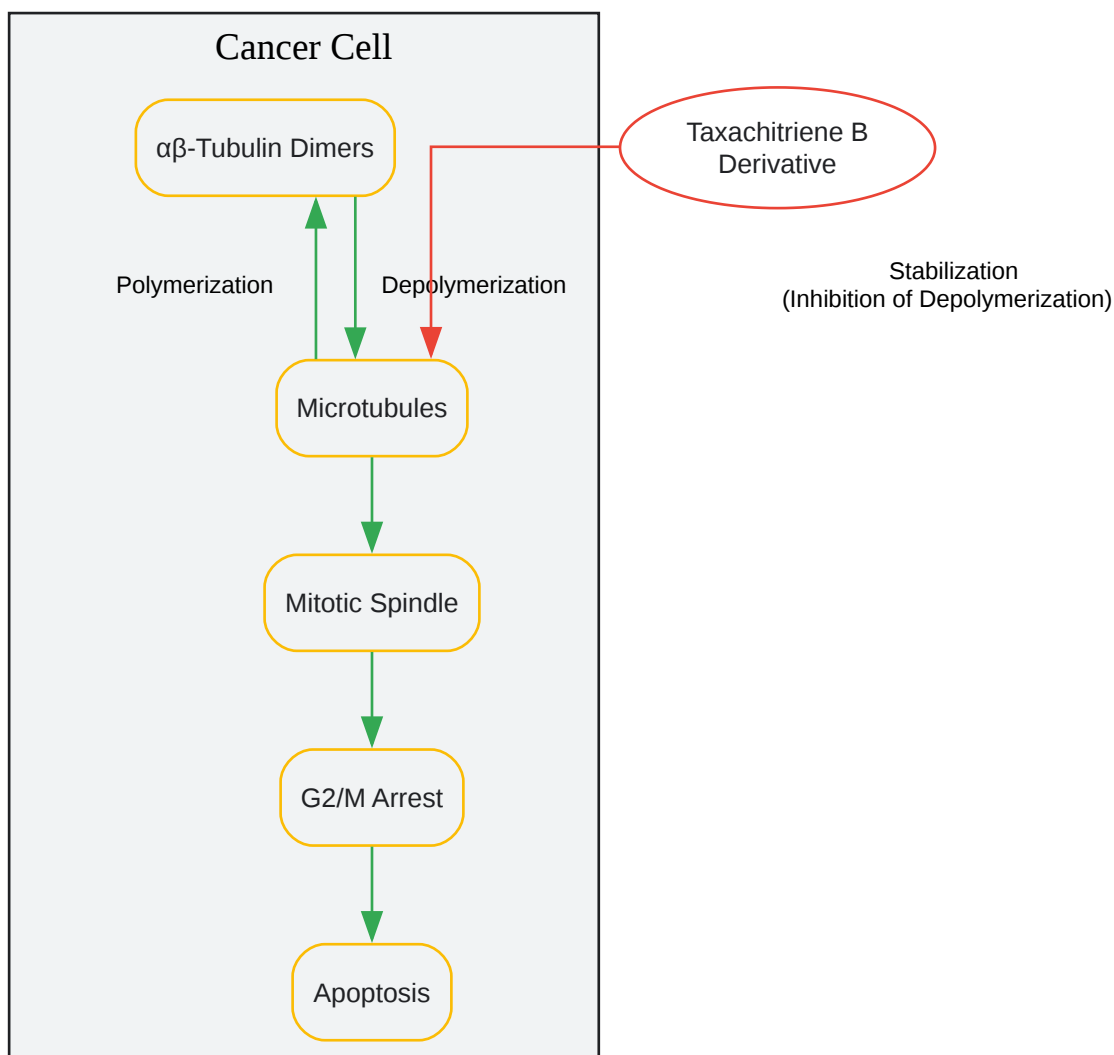 Cancer Cell
αβ-Tubulin Dimers
Taxachitriene B
Derivative
Polymerization
Depolymerization
Stabilization
(Inhibition of Depolymerization)
Microtubules
Mitotic Spindle
G2/M Arrest
Apoptosis